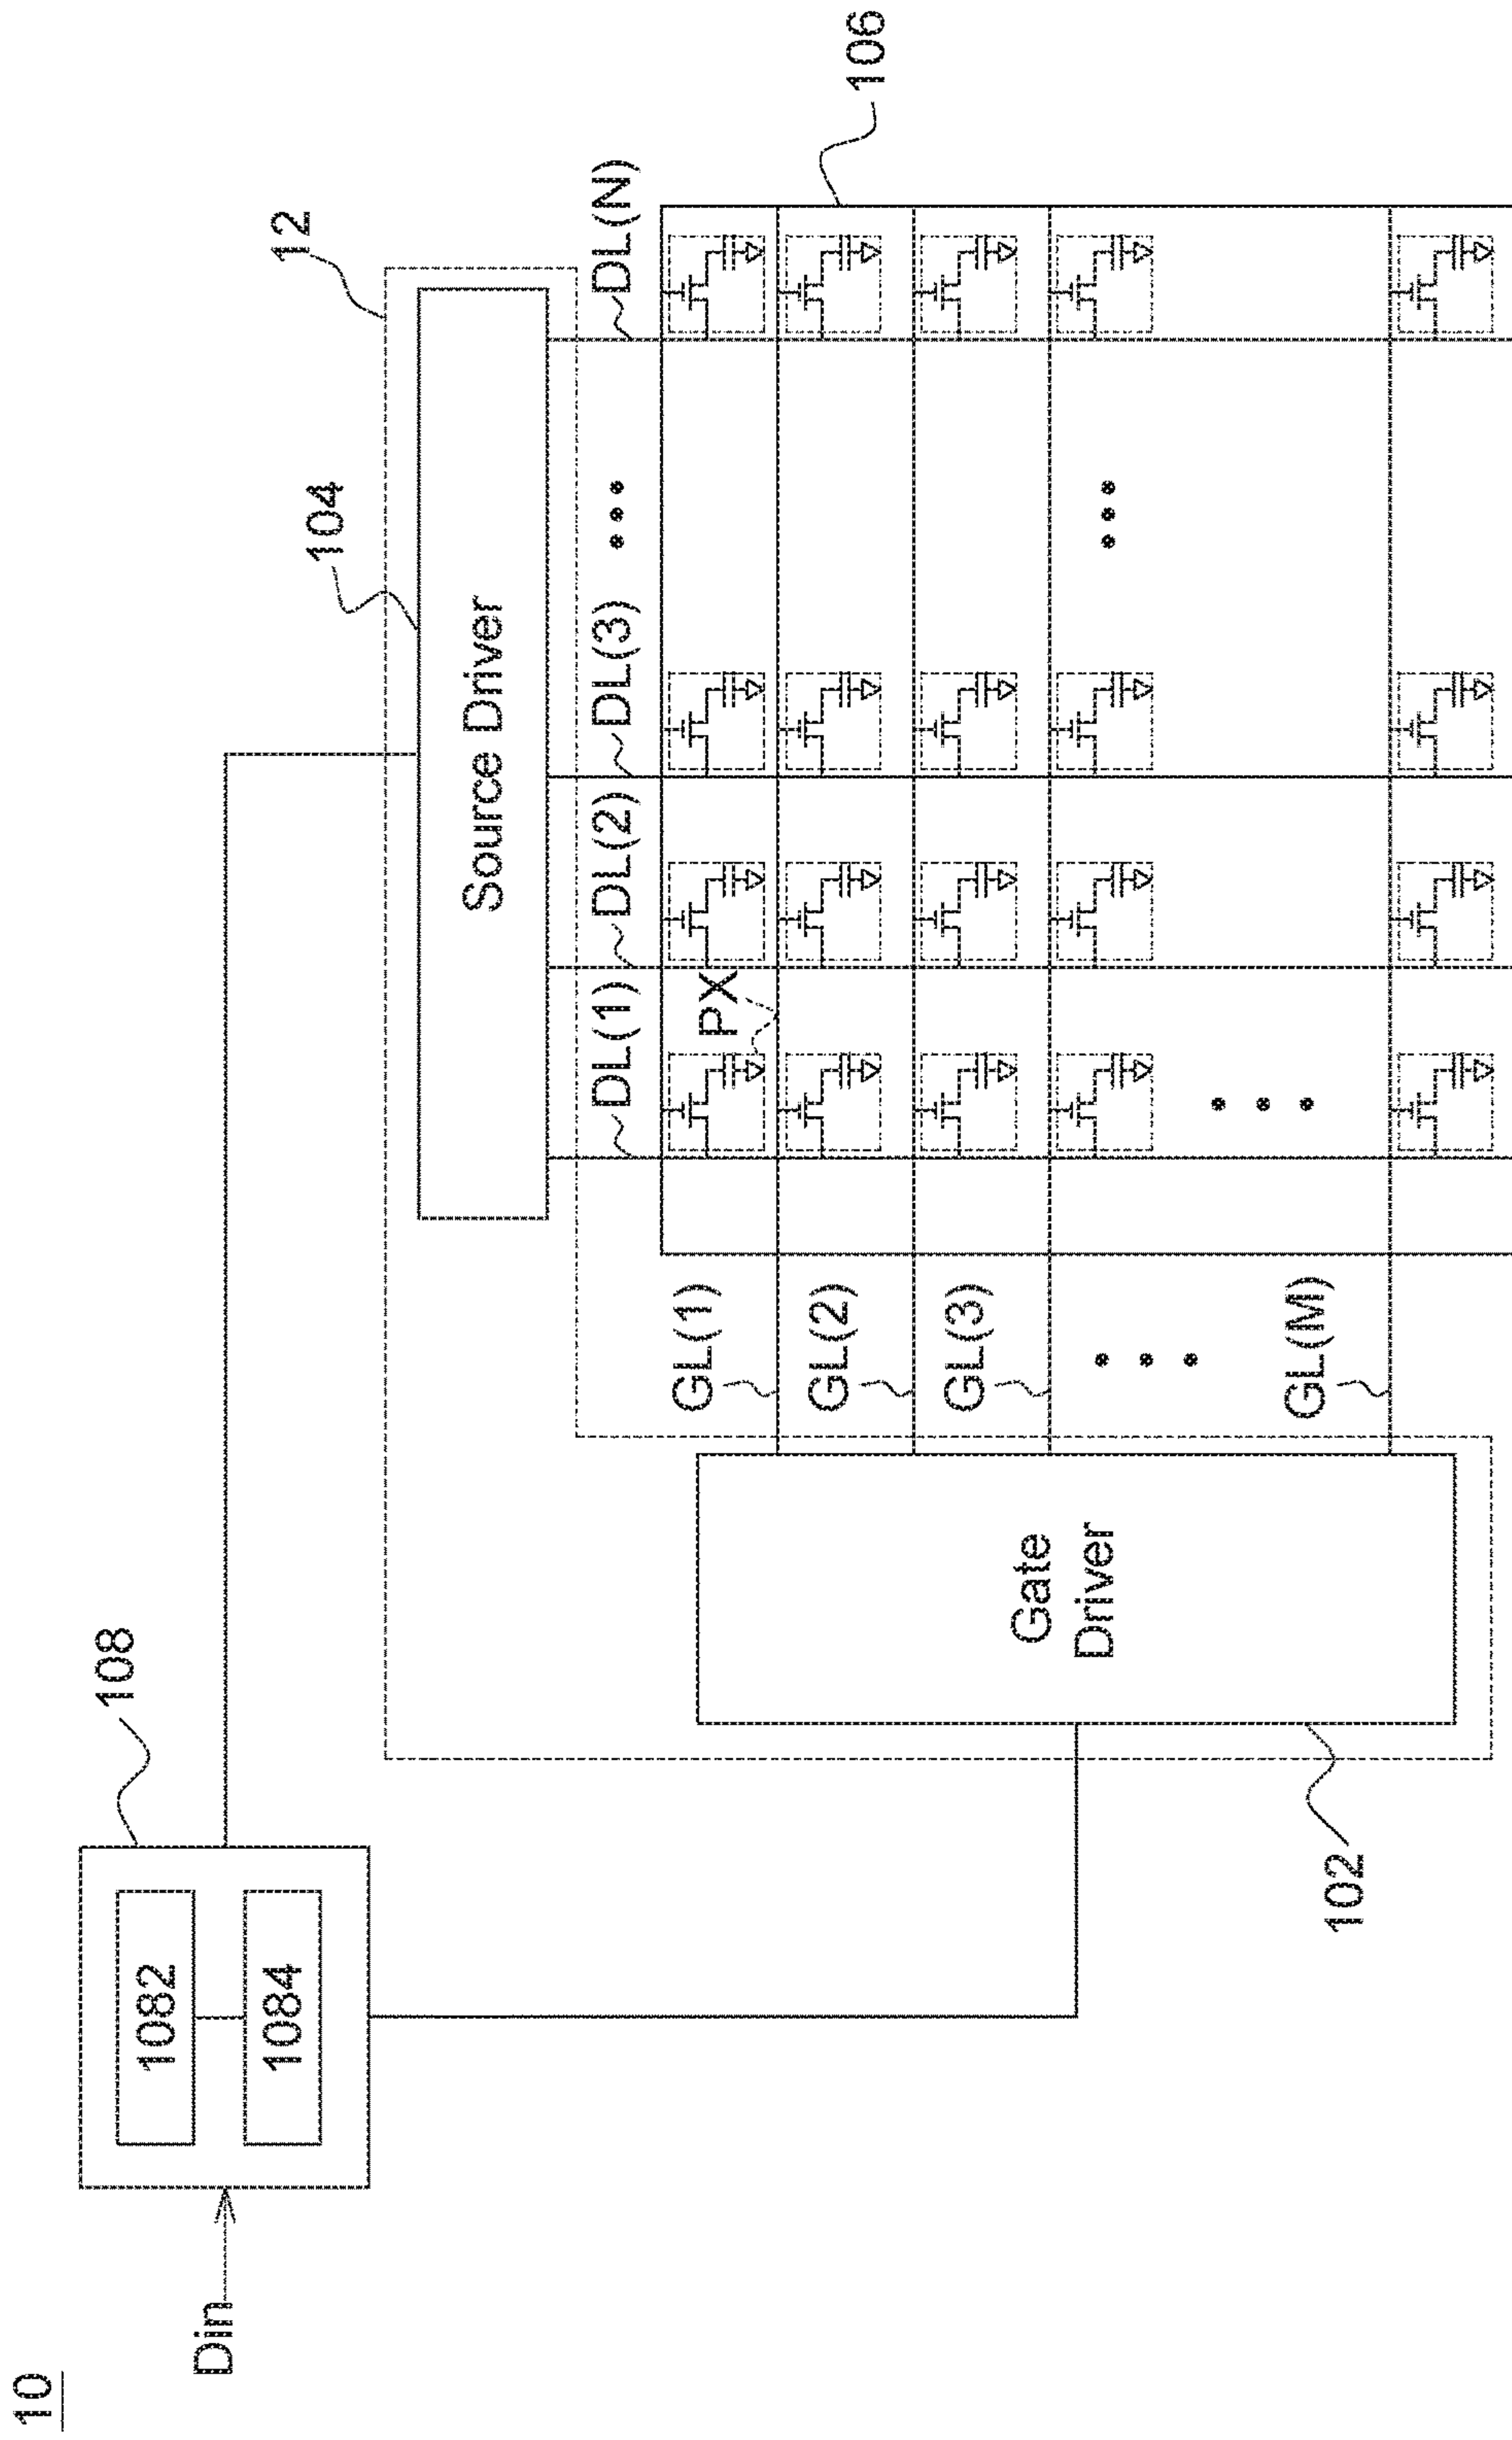 10
Din
108
1082
1084
12
104
Source Driver
DL(1)
DL(2)
DL(3)
DL(N)
106
PX
GL(1)
GL(2)
GL(3)
GL(M)
Gate
Driver
102